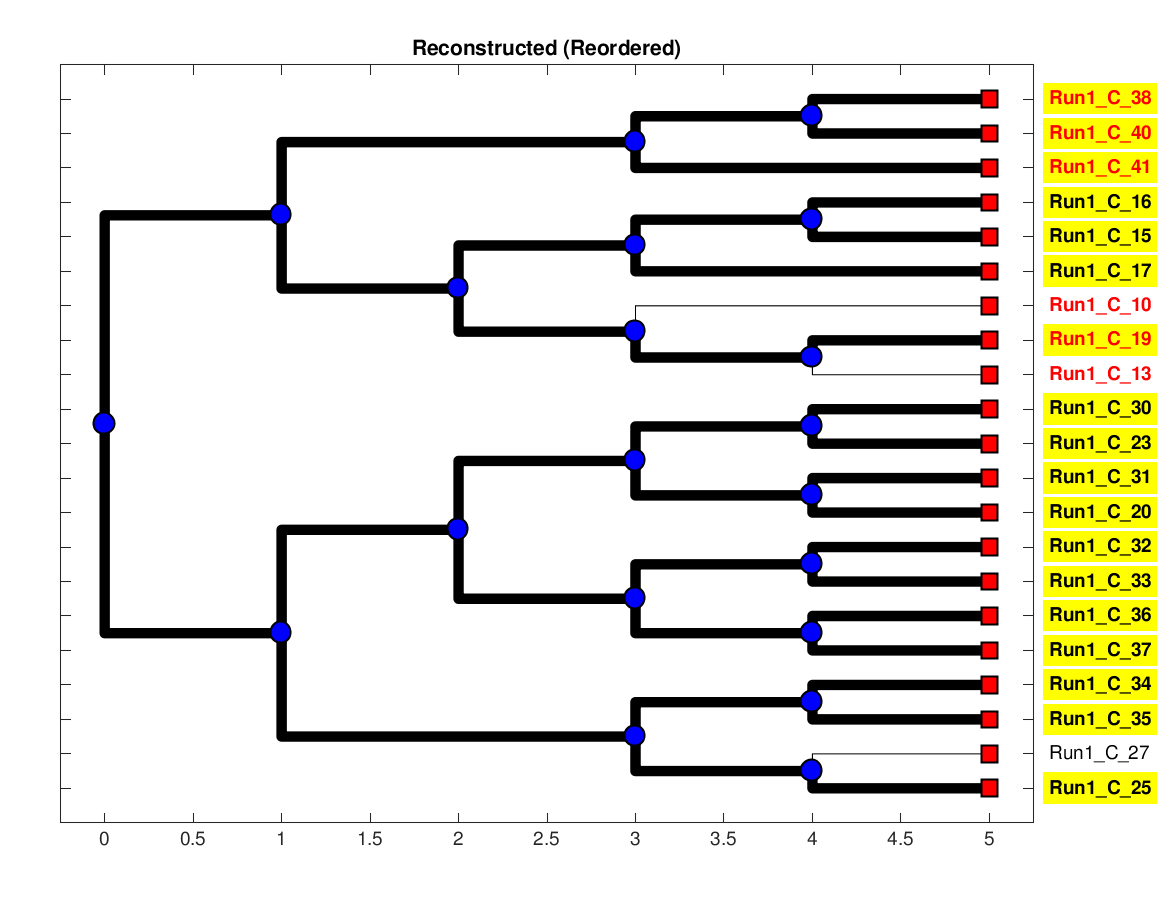 Reconstructed (Reordered)
Run1_C_38
Run1_C_40
Run1_C_41
Run1_C_16
Run1_C_15
Run1_C_17
Run1_C_10
Run1_C_19
Run1_C_13
Run1_C_30
Run1_C_23
Run1_C_31
Run1_C_20
Run1_C_32
Run1_C_33
Run1_C_36
Run1_C_37
Run1_C_34
Run1_C_35
Run1_C_27
Run1_C_25
0 0.5 1 1.5 2 2.5 3 3.5 4 4.5 5